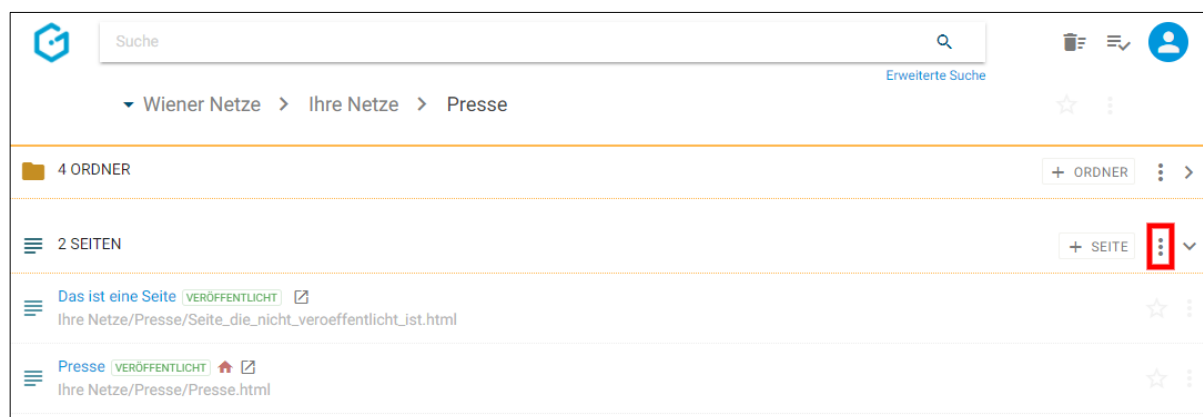 Suche
Erweiterte Suche
Wiener Netze > Ihre Netze > Presse
4 ORDNER
+ ORDNER
2 SEITEN
+ SEITE
Das ist eine Seite VERÖFFENTLICHT
Ihre Netze/Presse/Seite_die_nicht_veroeffentlicht_ist.html
Presse VERÖFFENTLICHT
Ihre Netze/Presse/Presse.html